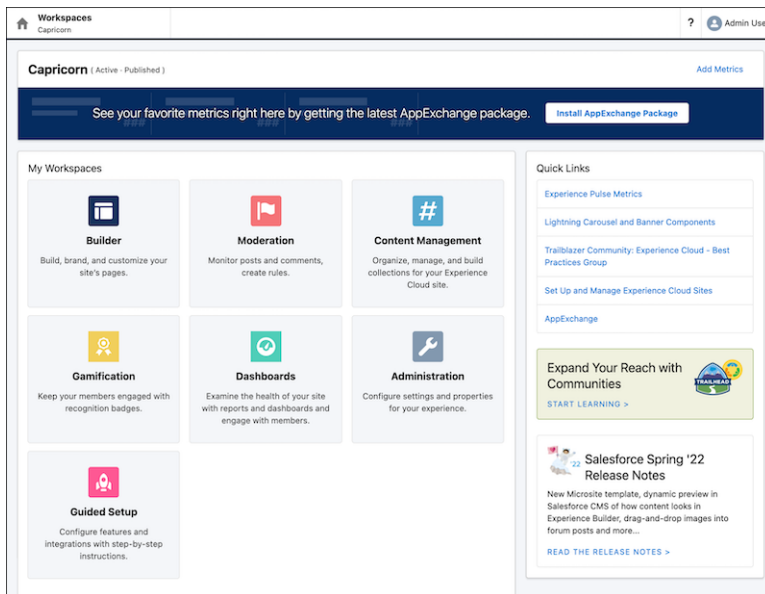 Workspaces
Capricorn
?
Admin Use
Capricorn ( Active - Published )
Add Metrics
See your favorite metrics right here by getting the latest AppExchange package.
Install AppExchange Package
###
###
###
My Workspaces
Builder
Build, brand, and customize your
site's pages.
Moderation
Monitor posts and comments,
create rules.
#
Content Management
Organize, manage, and build
collections for your Experience
Cloud site.
Gamification
Keep your members engaged with
recognition badges.
Dashboards
Examine the health of your site
with reports and dashboards and
engage with members.
Administration
Configure settings and properties
for your experience.
Guided Setup
Configure features and
integrations with step-by-step
instructions.
Quick Links
Experience Pulse Metrics
Lightning Carousel and Banner Components
Trailblazer Community: Experience Cloud - Best
Practices Group
Set Up and Manage Experience Cloud Sites
AppExchange
Expand Your Reach with
Communities
START LEARNING >
TRAILHEAD
'22
Salesforce Spring '22
Release Notes
New Microsite template, dynamic preview in
Salesforce CMS of how content looks in
Experience Builder, drag-and-drop images into
forum posts and more...
READ THE RELEASE NOTES >